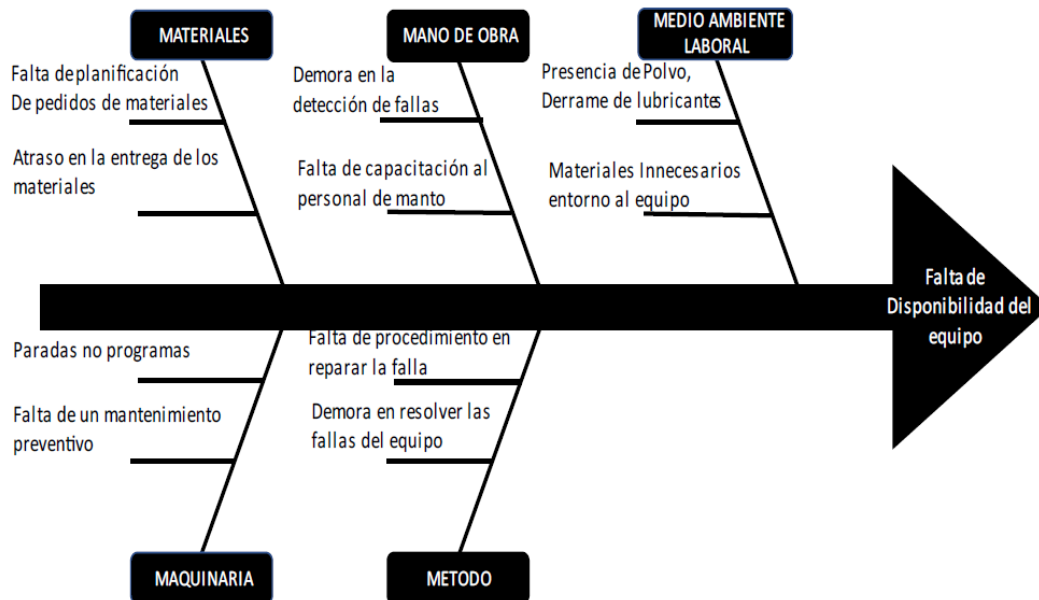 MATERIALES
MANO DE OBRA
MEDIO AMBIENTE
LABORAL
Falta de planificación
De pedidos de materiales
Atraso en la entrega de los
materiales
Demora en la
detección de fallas
Falta de capacitación al
personal de manto
Presencia de Polvo,
Derrame de lubricantes
Materiales Innecesarios
entorno al equipo
Falta de
Disponibilidad del
equipo
Paradas no programas
Falta de un mantenimiento
preventivo
Falta de procedimiento en
reparar la falla
Demora en resolver las
fallas del equipo
MAQUINARIA
METODO